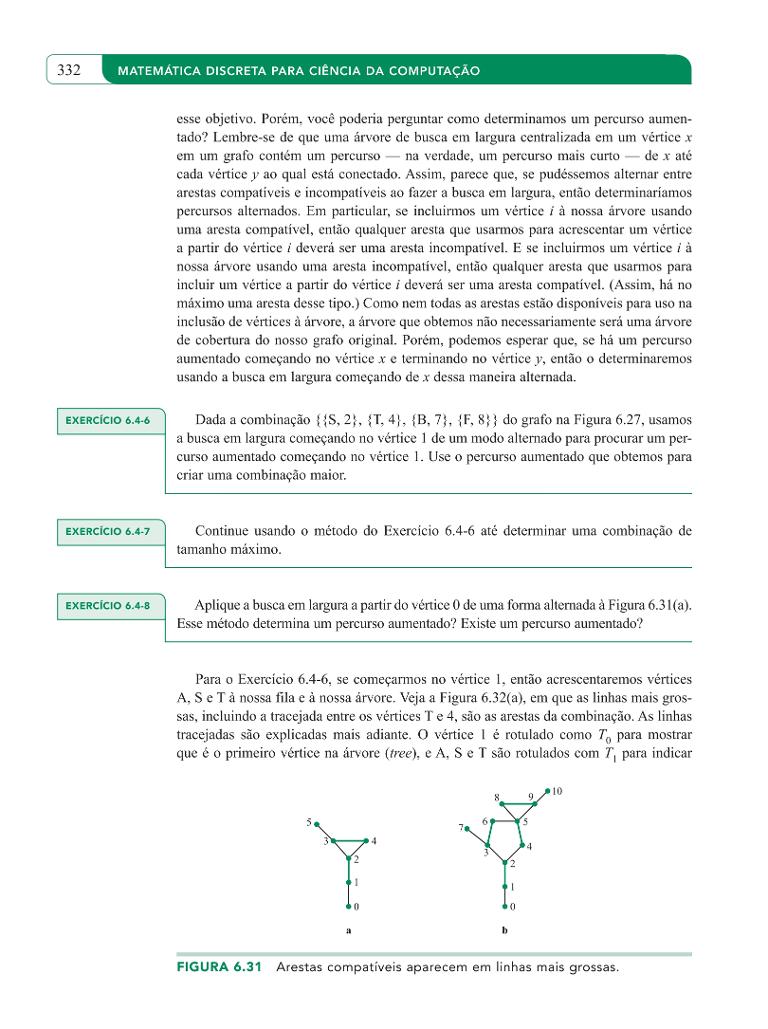 332
MATEMÁTICA DISCRETA PARA CIÊNCIA DA COMPUTAÇÃO
esse objetivo. Porém, você poderia perguntar como determinamos um percurso aumen-
tado? Lembre-se de que uma árvore de busca em largura centralizada em um vértice x
em um grafo contém um percurso — na verdade, um percurso mais curto — de x até
cada vértice y ao qual está conectado. Assim, parece que, se pudéssemos alternar entre
arestas compatíveis e incompatíveis ao fazer a busca em largura, então determinaríamos
percursos alternados. Em particular, se incluirmos um vértice i à nossa árvore usando
uma aresta compatível, então qualquer aresta que usarmos para acrescentar um vértice
a partir do vértice i deverá ser uma aresta incompatível. E se incluirmos um vértice i à
nossa árvore usando uma aresta incompatível, então qualquer aresta que usarmos para
incluir um vértice a partir do vértice i deverá ser uma aresta compatível. (Assim, há no
máximo uma aresta desse tipo.) Como nem todas as arestas estão disponíveis para uso na
inclusão de vértices à árvore, a árvore que obtemos não necessariamente será uma árvore
de cobertura do nosso grafo original. Porém, podemos esperar que, se há um percurso
aumentado começando no vértice x e terminando no vértice y, então o determinaremos
usando a busca em largura começando de x dessa maneira alternada.
EXERCÍCIO 6.4-6
Dada a combinação {{S, 2}, {T, 4}, {B, 7}, {F, 8}} do grafo na Figura 6.27, usamos
a busca em largura começando no vértice 1 de um modo alternado para procurar um per-
curso aumentado começando no vértice 1. Use o percurso aumentado que obtemos para
criar uma combinação maior.
EXERCÍCIO 6.4-7
Continue usando o método do Exercício 6.4-6 até determinar uma combinação de
tamanho máximo.
EXERCÍCIO 6.4-8
Aplique a busca em largura a partir do vértice 0 de uma forma alternada à Figura 6.31(a).
Esse método determina um percurso aumentado? Existe um percurso aumentado?
Para o Exercício 6.4-6, se começarmos no vértice 1, então acrescentaremos vértices
A, S e T à nossa fila e à nossa árvore. Veja a Figura 6.32(a), em que as linhas mais gros-
sas, incluindo a tracejada entre os vértices T e 4, são as arestas da combinação. As linhas
tracejadas são explicadas mais adiante. O vértice 1 é rotulado como T0 para mostrar
que é o primeiro vértice na árvore (tree), e A, S e T são rotulados com T1 para indicar
5
3
4
2
1
0
a
10
8
9
7
6
5
3
4
2
1
0
b
FIGURA 6.31 Arestas compatíveis aparecem em linhas mais grossas.